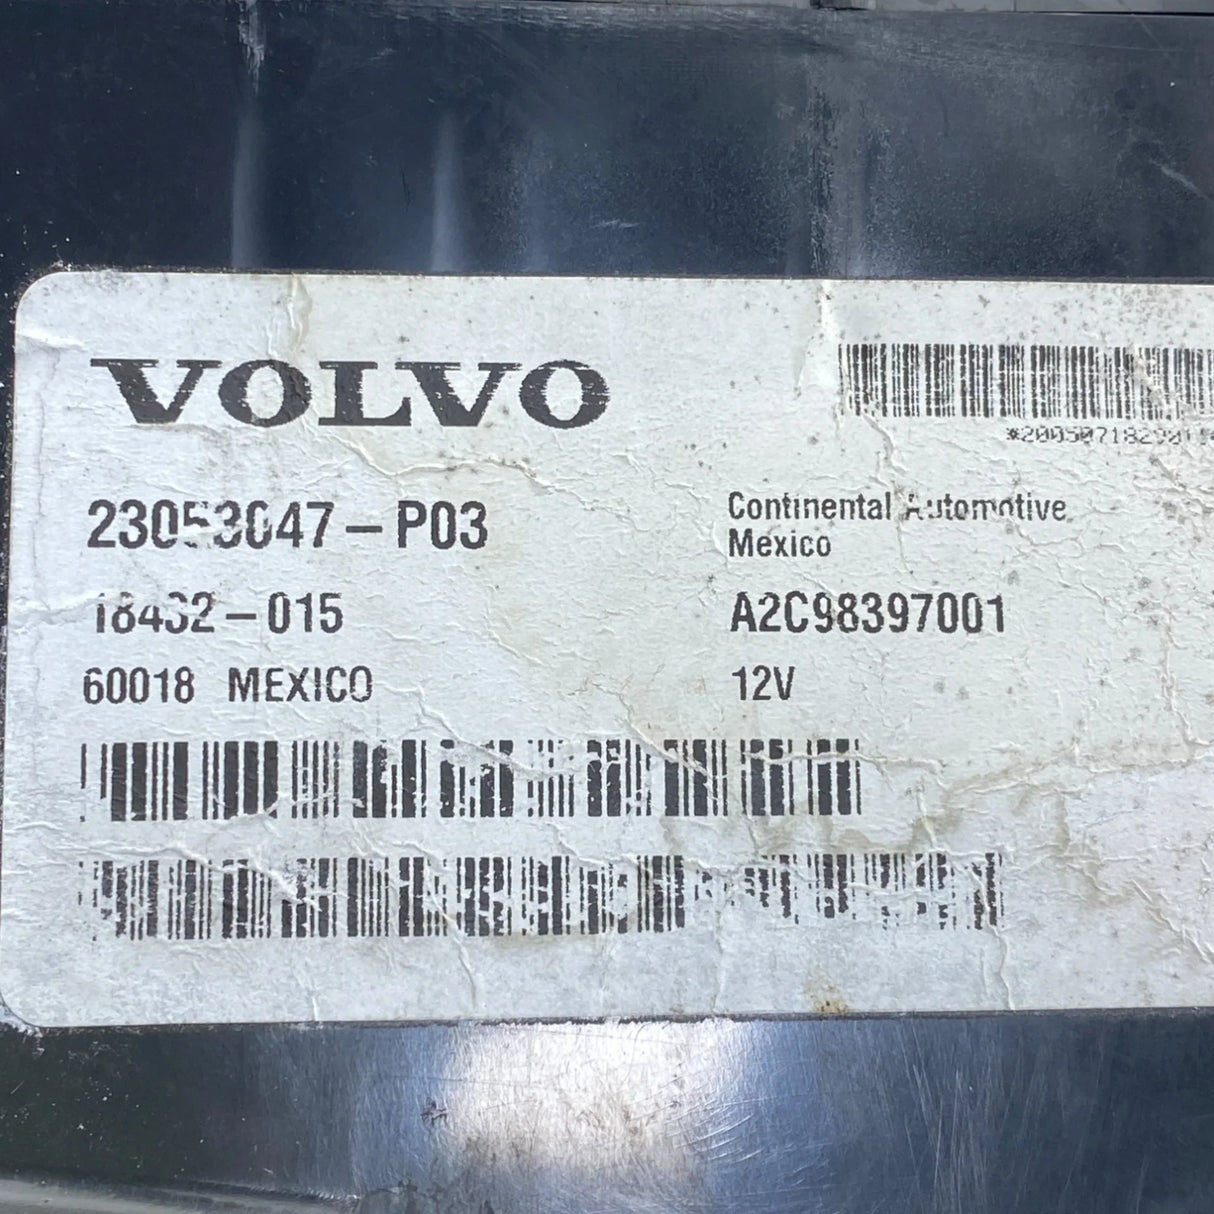 VOLVO
23053047-P03
Continental Automotive
Mexico
18432-015
A2C98397001
60018 MEXICO
12V